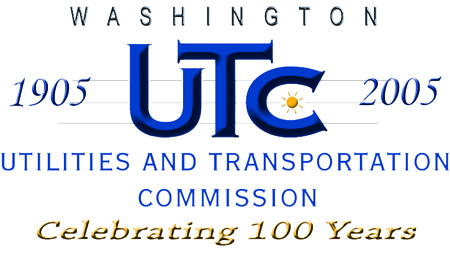 WASHINGTON
1905 UTC 2005
UTILITIES AND TRANSPORTATION
COMMISSION
Celebrating 100 Years